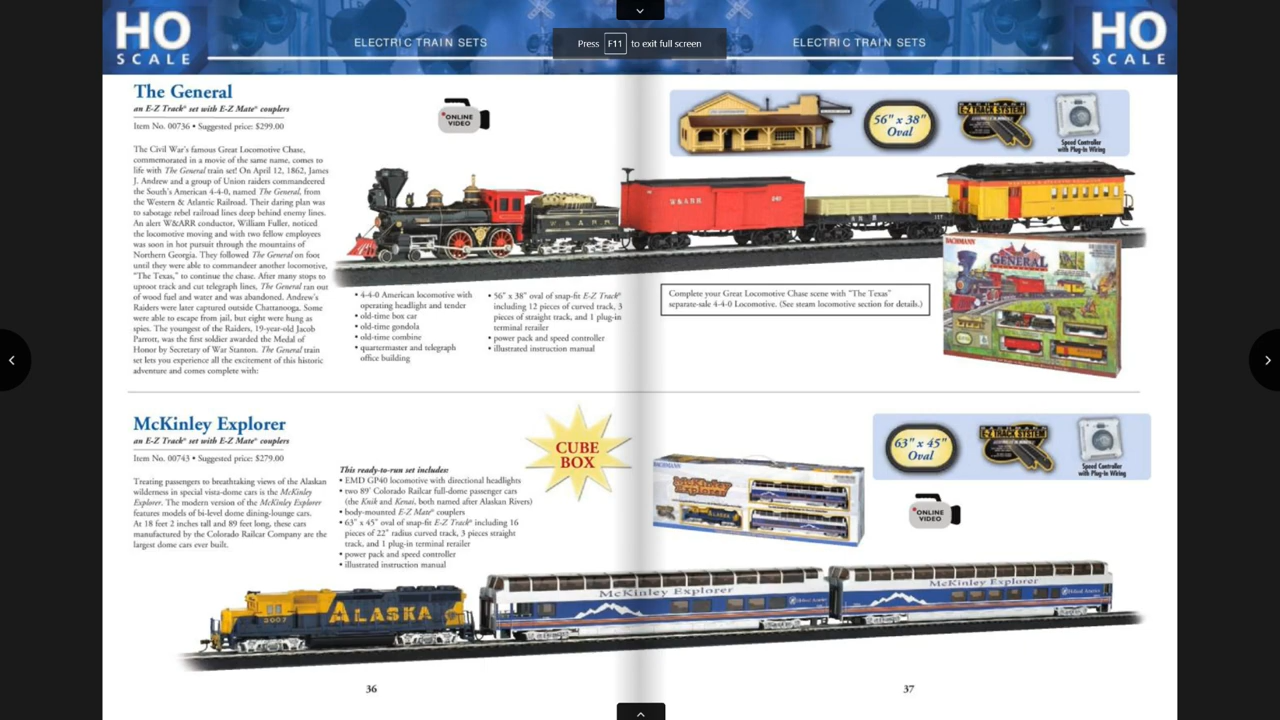 HO
SCALE
ELECTRIC TRAIN SETS
Press F11 to exit full screen
ELECTRIC TRAIN SETS
HO
SCALE
The General
an E-Z Track® set with E-Z Mate® couplers
Item No. 00736 • Suggested price: $299.00
The Civil War's famous Great Locomotive Chase,
commemorated in a movie of the same name, comes to
life with The General train set! On April 12, 1862, James
J. Andrew and a group of Union raiders commandeered
the South's American 4-4-0, named The General, from
the Western & Atlantic Railroad. Their daring plan was
to sabotage rebel railroad lines deep behind enemy lines.
An alert W&ARR conductor, William Fuller, noticed
the locomotive moving and with two fellow employees
was soon in hot pursuit through the mountains of
Northern Georgia. They followed The General on foot
until they were able to commander another locomotive,
"The Texas," to continue the chase. After many stops to
uproot track and cut telegraph lines, The General ran out
of wood fuel and water and was abandoned. Andrew's
Raiders were later captured outside Chattanooga. Some
were able to escape from jail, but eight were hung as
spies. The youngest of the Raiders, 19-year-old Jacob
Parrott, was the first soldier awarded the Medal of
Honor by Secretary of War Stanton. The General train
set lets you experience all the excitement of this historic
adventure and comes complete with:
ONLINE
VIDEO
• 4-4-0 American locomotive with
operating headlight and tender
• old-time box car
• old-time gondola
• old-time combine
• quartermaster and telegraph
office building
• 56" x 38" oval of snap-fit E-Z Track®
including 12 pieces of curved track, 3
pieces of straight track, and 1 plug-in
terminal rerailer
• power pack and speed controller
• illustrated instruction manual
56" x 38"
Oval
E-Z TRACK SYSTEM
Speed Controller
with Plug-In Wiring
W & A R R
Complete your Great Locomotive Chase scene with "The Texas"
separate-sale 4-4-0 Locomotive. (See steam locomotive section for details.)
BACHMANN
GENERAL
McKinley Explorer
an E-Z Track® set with E-Z Mate® couplers
Item No. 00743 • Suggested price: $279.00
Treating passengers to breathtaking views of the Alaskan
wilderness in special vista-dome cars is the McKinley
Explorer. The modern version of the McKinley Explorer
features models of bi-level dome dining-lounge cars.
At 18 feet 2 inches tall and 89 feet long, these cars
manufactured by the Colorado Railcar Company are the
largest dome cars ever built.
This ready-to-run set includes:
• EMD GP40 locomotive with directional headlights
• two 89' Colorado Railcar full-dome passenger cars
(the Knik and Kenai, both named after Alaskan Rivers)
• body-mounted E-Z Mate® couplers
• 63" x 45" oval of snap-fit E-Z Track® including 16
pieces of 22" radius curved track, 3 pieces straight
track, and 1 plug-in terminal rerailer
• power pack and speed controller
• illustrated instruction manual
CUBE
BOX
63" x 45"
Oval
E-Z TRACK SYSTEM
Speed Controller
with Plug-In Wiring
ONLINE
VIDEO
BACHMANN
McKinley
Explorer
3007
ALASKA
McKinley Explorer
Holland America
McKinley Explorer
Holland America
36
37